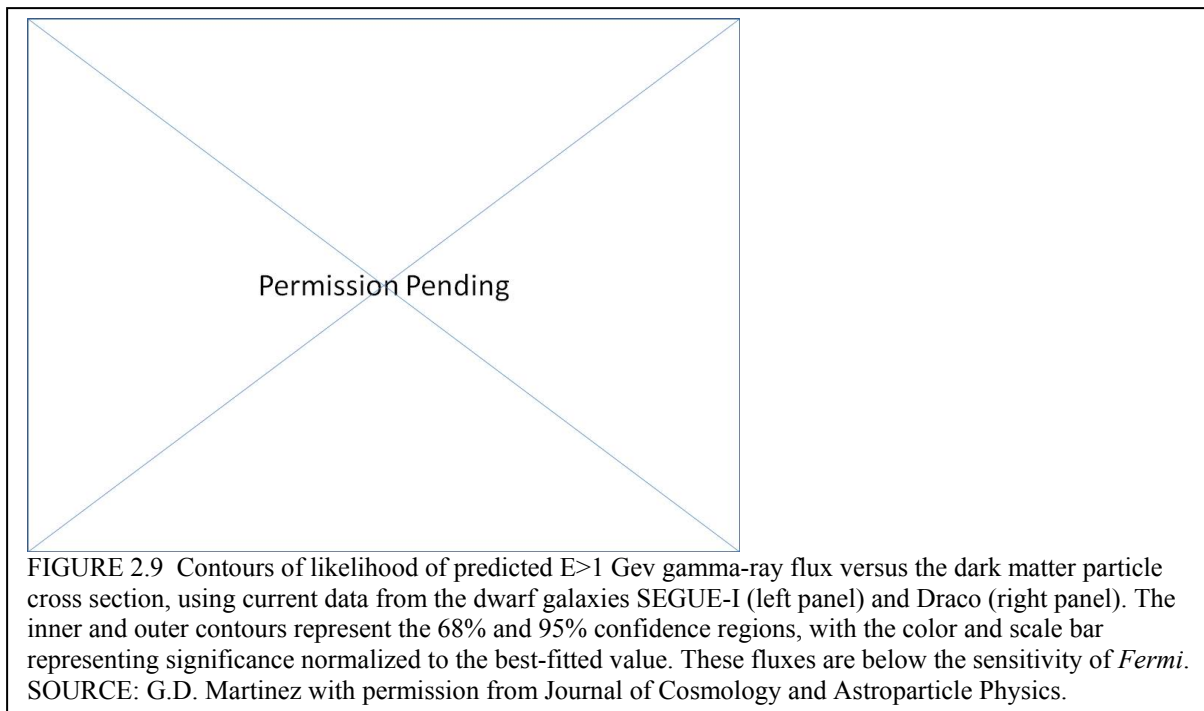 Permission Pending
FIGURE 2.9 Contours of likelihood of predicted E>1 Gev gamma-ray flux versus the dark matter particle
cross section, using current data from the dwarf galaxies SEGUE-I (left panel) and Draco (right panel). The
inner and outer contours represent the 68% and 95% confidence regions, with the color and scale bar
representing significance normalized to the best-fitted value. These fluxes are below the sensitivity of Fermi.
SOURCE: G.D. Martinez with permission from Journal of Cosmology and Astroparticle Physics.